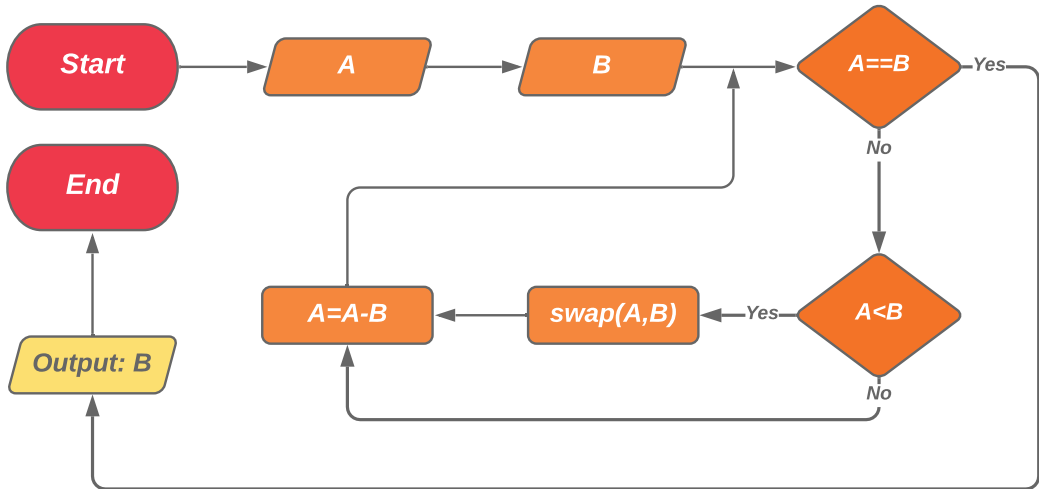 Start
A
B
A==B
Yes
No
End
A=A-B
swap(A,B)
Yes
A<B
No
Output: B